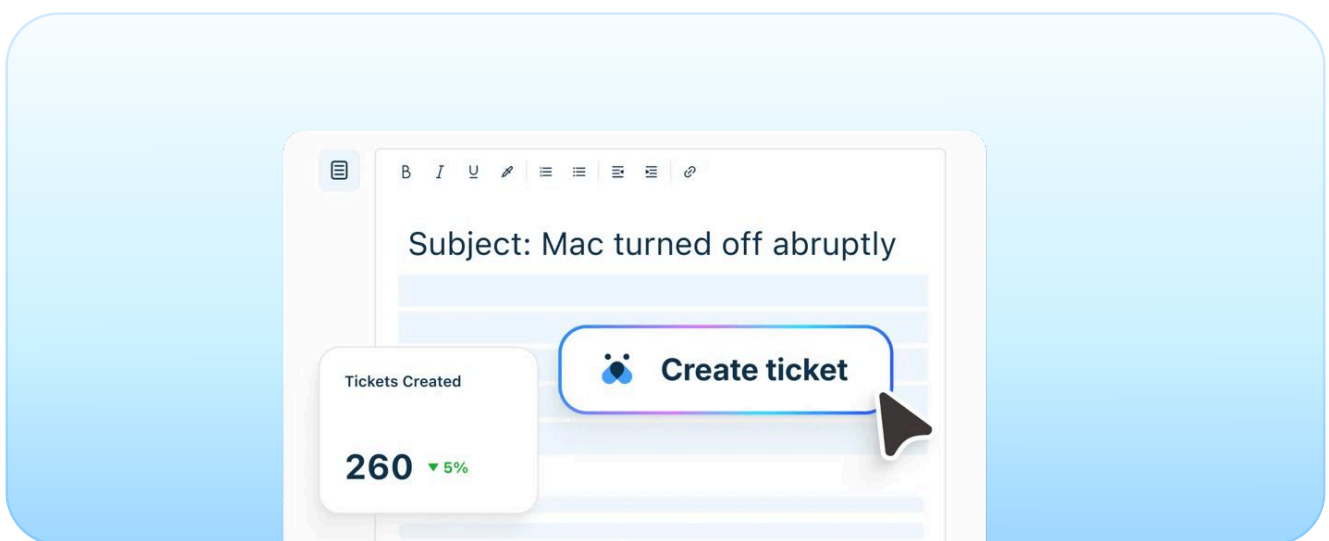 B I U
Subject: Mac turned off abruptly
Create ticket
Tickets Created
260 ▼ 5%